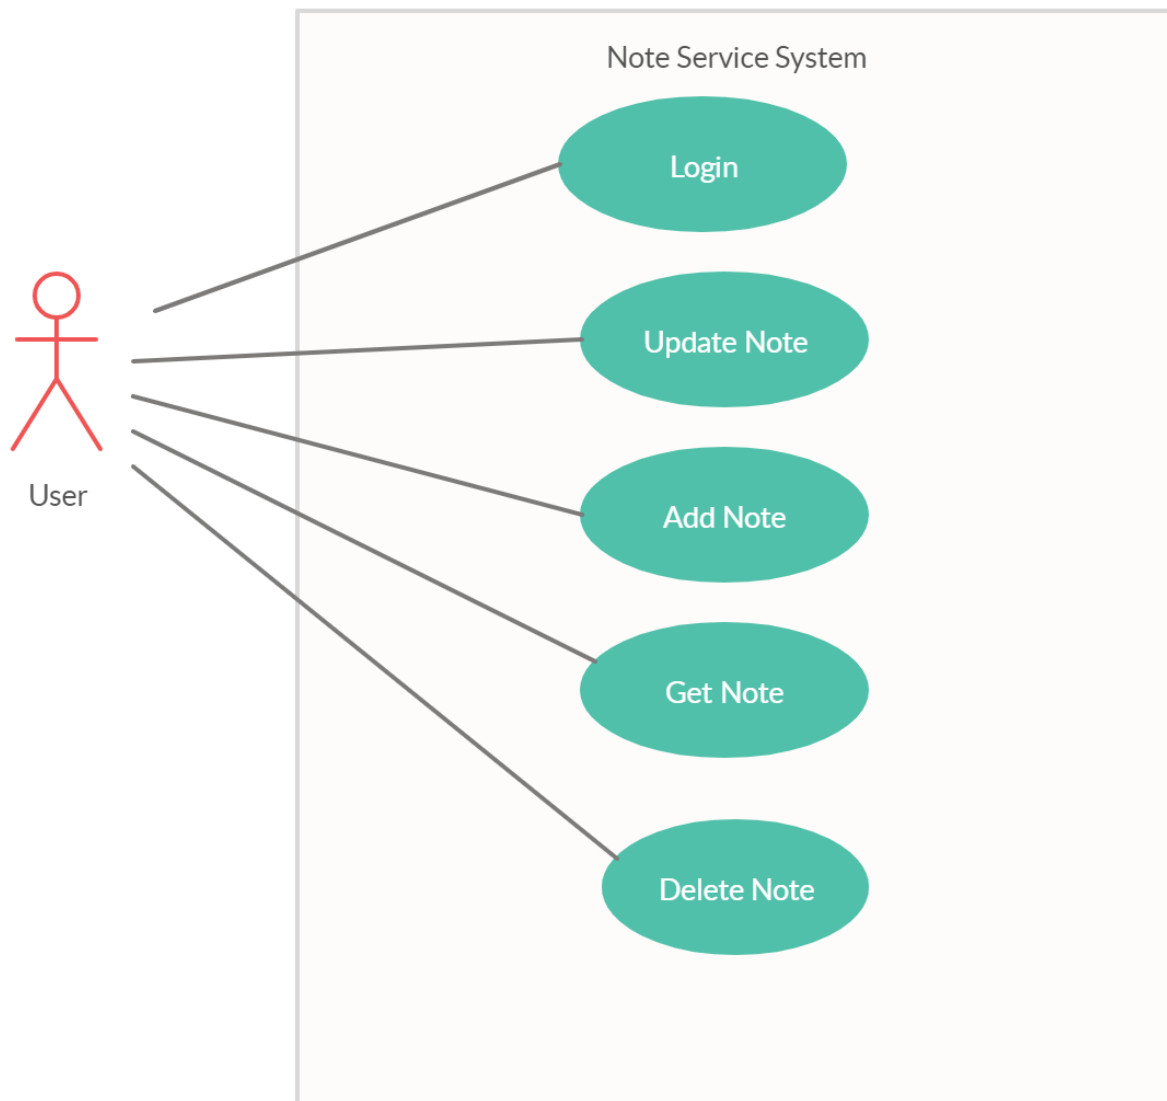 Note Service System
Login
Update Note
Add Note
User
Get Note
Delete Note